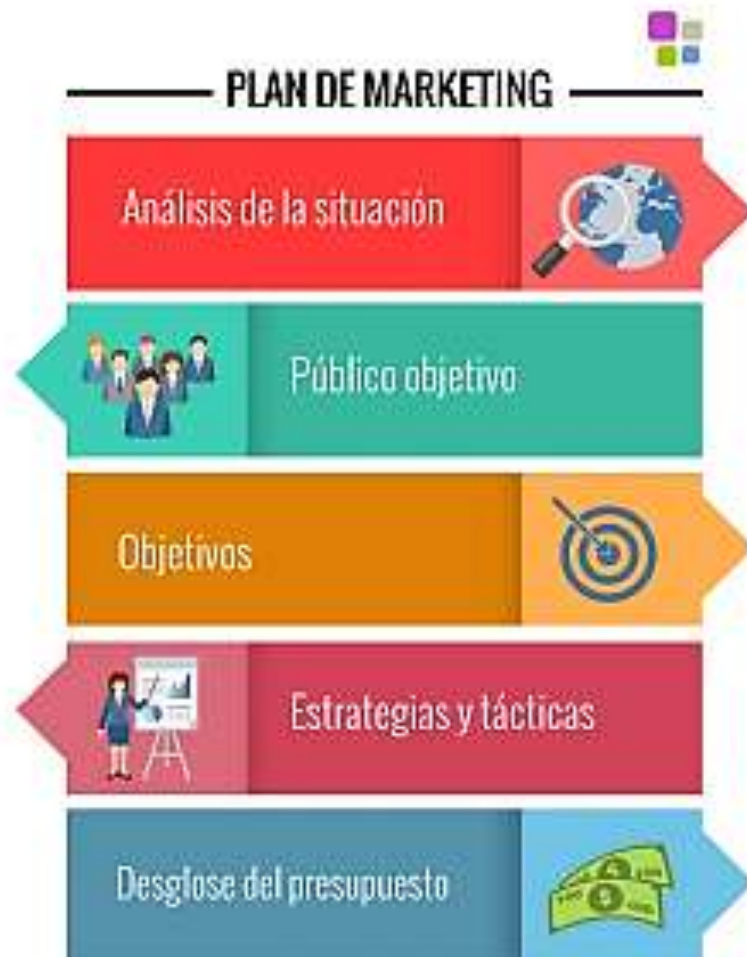 PLAN DE MARKETING
Análisis de la situación
Público objetivo
Objetivos
Estrategias y tácticas
Desglose del presupuesto